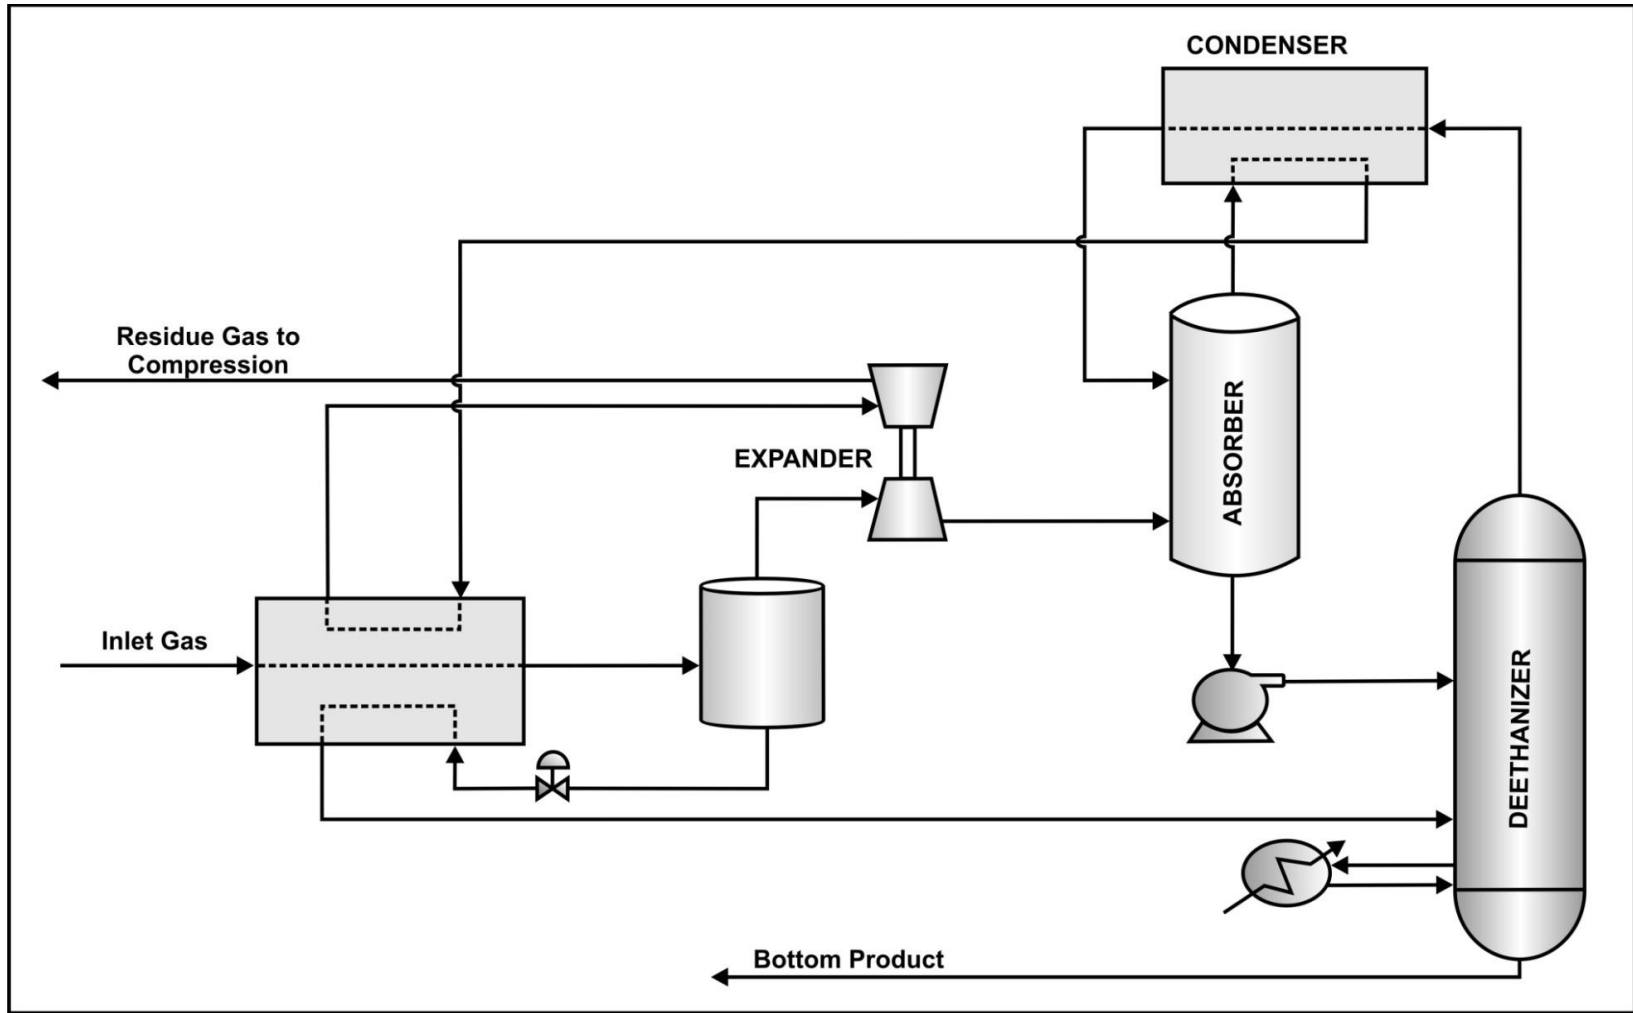 CONDENSER
Residue Gas to
Compression
EXPANDER
ABSORBER
Inlet Gas
DEETHANIZER
Bottom Product